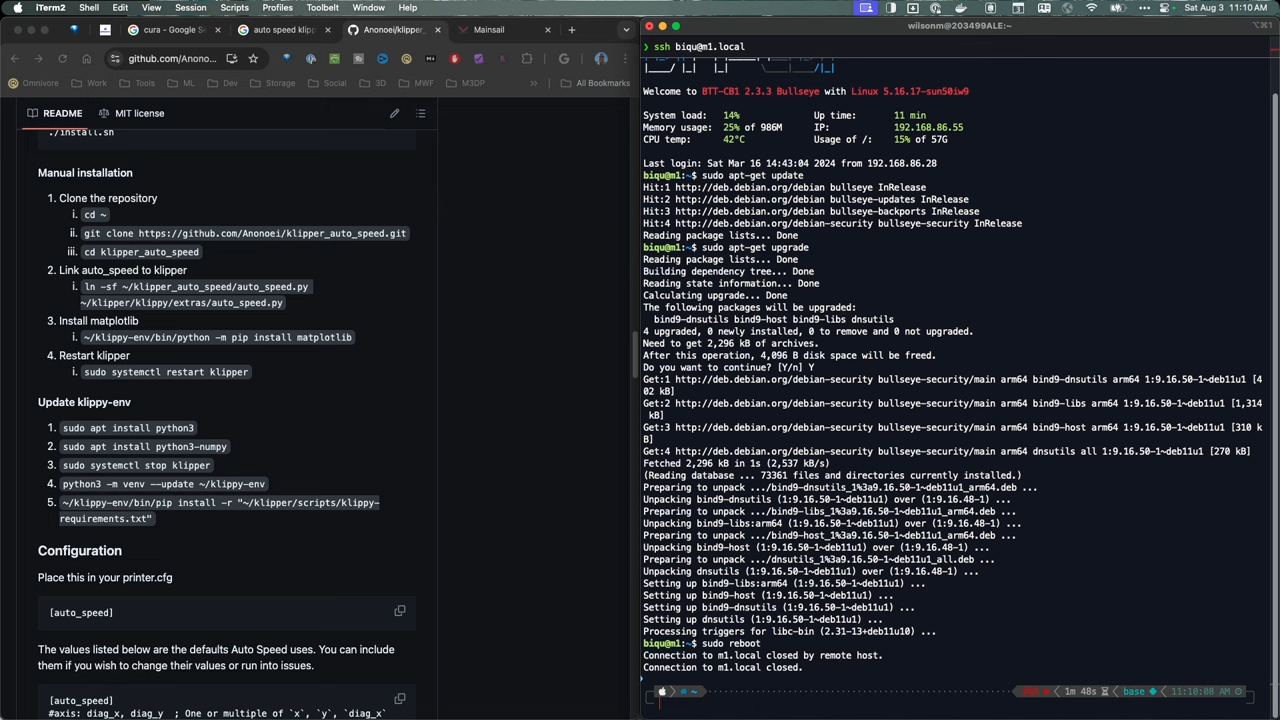 iTerm2 Shell Edit View Session Scripts Profiles Toolbelt Window Help
Sat Aug 3 11:10 AM
cura - Google Se
auto speed klipp
Anonoei/klipper_
Mainsail
github.com/Anono...
Omnivore Work Tools ML Dev Storage Social 3D MWF M3DP All Bookmarks
README MIT license
./install.sh
Manual installation
1. Clone the repository
i. cd ~
ii. git clone https://github.com/Anonoei/klipper_auto_speed.git
iii. cd klipper_auto_speed
2. Link auto_speed to klipper
i. ln -sf ~/klipper_auto_speed/auto_speed.py
~/klipper/klippy/extras/auto_speed.py
3. Install matplotlib
i. ~/klippy-env/bin/python -m pip install matplotlib
4. Restart klipper
i. sudo systemctl restart klipper
Update klippy-env
1. sudo apt install python3
2. sudo apt install python3-numpy
3. sudo systemctl stop klipper
4. python3 -m venv --update ~/klippy-env
5. ~/klippy-env/bin/pip install -r "~/klipper/scripts/klippy-
requirements.txt"
Configuration
Place this in your printer.cfg
[auto_speed]
The values listed below are the defaults Auto Speed uses. You can include
them if you wish to change their values or run into issues.
[auto_speed]
#axis: diag_x, diag_y ; One or multiple of `x`, `y`, `diag_x`
wilsonm@203499ALE:~
⌥⌘1
❯ ssh biqu@m1.local
Welcome to BTT-CB1 2.3.3 Bullseye with Linux 5.16.17-sun50iw9
System load: 14% Up time: 11 min
Memory usage: 25% of 986M IP: 192.168.86.55
CPU temp: 42°C Usage of /: 15% of 57G
Last login: Sat Mar 16 14:43:04 2024 from 192.168.86.28
biqu@m1:~$ sudo apt-get update
Hit:1 http://deb.debian.org/debian bullseye InRelease
Hit:2 http://deb.debian.org/debian bullseye-updates InRelease
Hit:3 http://deb.debian.org/debian bullseye-backports InRelease
Hit:4 http://deb.debian.org/debian-security bullseye-security InRelease
Reading package lists... Done
biqu@m1:~$ sudo apt-get upgrade
Reading package lists... Done
Building dependency tree... Done
Reading state information... Done
Calculating upgrade... Done
The following packages will be upgraded:
bind9-dnsutils bind9-host bind9-libs dnsutils
4 upgraded, 0 newly installed, 0 to remove and 0 not upgraded.
Need to get 2,296 kB of archives.
After this operation, 4,096 B disk space will be freed.
Do you want to continue? [Y/n] Y
Get:1 http://deb.debian.org/debian-security bullseye-security/main arm64 bind9-dnsutils arm64 1:9.16.50-1~deb11u1 [4
02 kB]
Get:2 http://deb.debian.org/debian-security bullseye-security/main arm64 bind9-libs arm64 1:9.16.50-1~deb11u1 [1,314
kB]
Get:3 http://deb.debian.org/debian-security bullseye-security/main arm64 bind9-host arm64 1:9.16.50-1~deb11u1 [310 k
B]
Get:4 http://deb.debian.org/debian-security bullseye-security/main arm64 dnsutils all 1:9.16.50-1~deb11u1 [270 kB]
Fetched 2,296 kB in 1s (2,537 kB/s)
(Reading database ... 73361 files and directories currently installed.)
Preparing to unpack .../bind9-dnsutils_1%3a9.16.50-1~deb11u1_arm64.deb ...
Unpacking bind9-dnsutils (1:9.16.50-1~deb11u1) over (1:9.16.48-1) ...
Preparing to unpack .../bind9-libs_1%3a9.16.50-1~deb11u1_arm64.deb ...
Unpacking bind9-libs:arm64 (1:9.16.50-1~deb11u1) over (1:9.16.48-1) ...
Preparing to unpack .../bind9-host_1%3a9.16.50-1~deb11u1_arm64.deb ...
Unpacking bind9-host (1:9.16.50-1~deb11u1) over (1:9.16.48-1) ...
Preparing to unpack .../dnsutils_1%3a9.16.50-1~deb11u1_all.deb ...
Unpacking dnsutils (1:9.16.50-1~deb11u1) over (1:9.16.48-1) ...
Setting up bind9-libs:arm64 (1:9.16.50-1~deb11u1) ...
Setting up bind9-host (1:9.16.50-1~deb11u1) ...
Setting up bind9-dnsutils (1:9.16.50-1~deb11u1) ...
Setting up dnsutils (1:9.16.50-1~deb11u1) ...
Processing triggers for libc-bin (2.31-13+deb11u10) ...
biqu@m1:~$ sudo reboot
Connection to m1.local closed by remote host.
Connection to m1.local closed.
~ 1m 48s base 11:10:08 AM